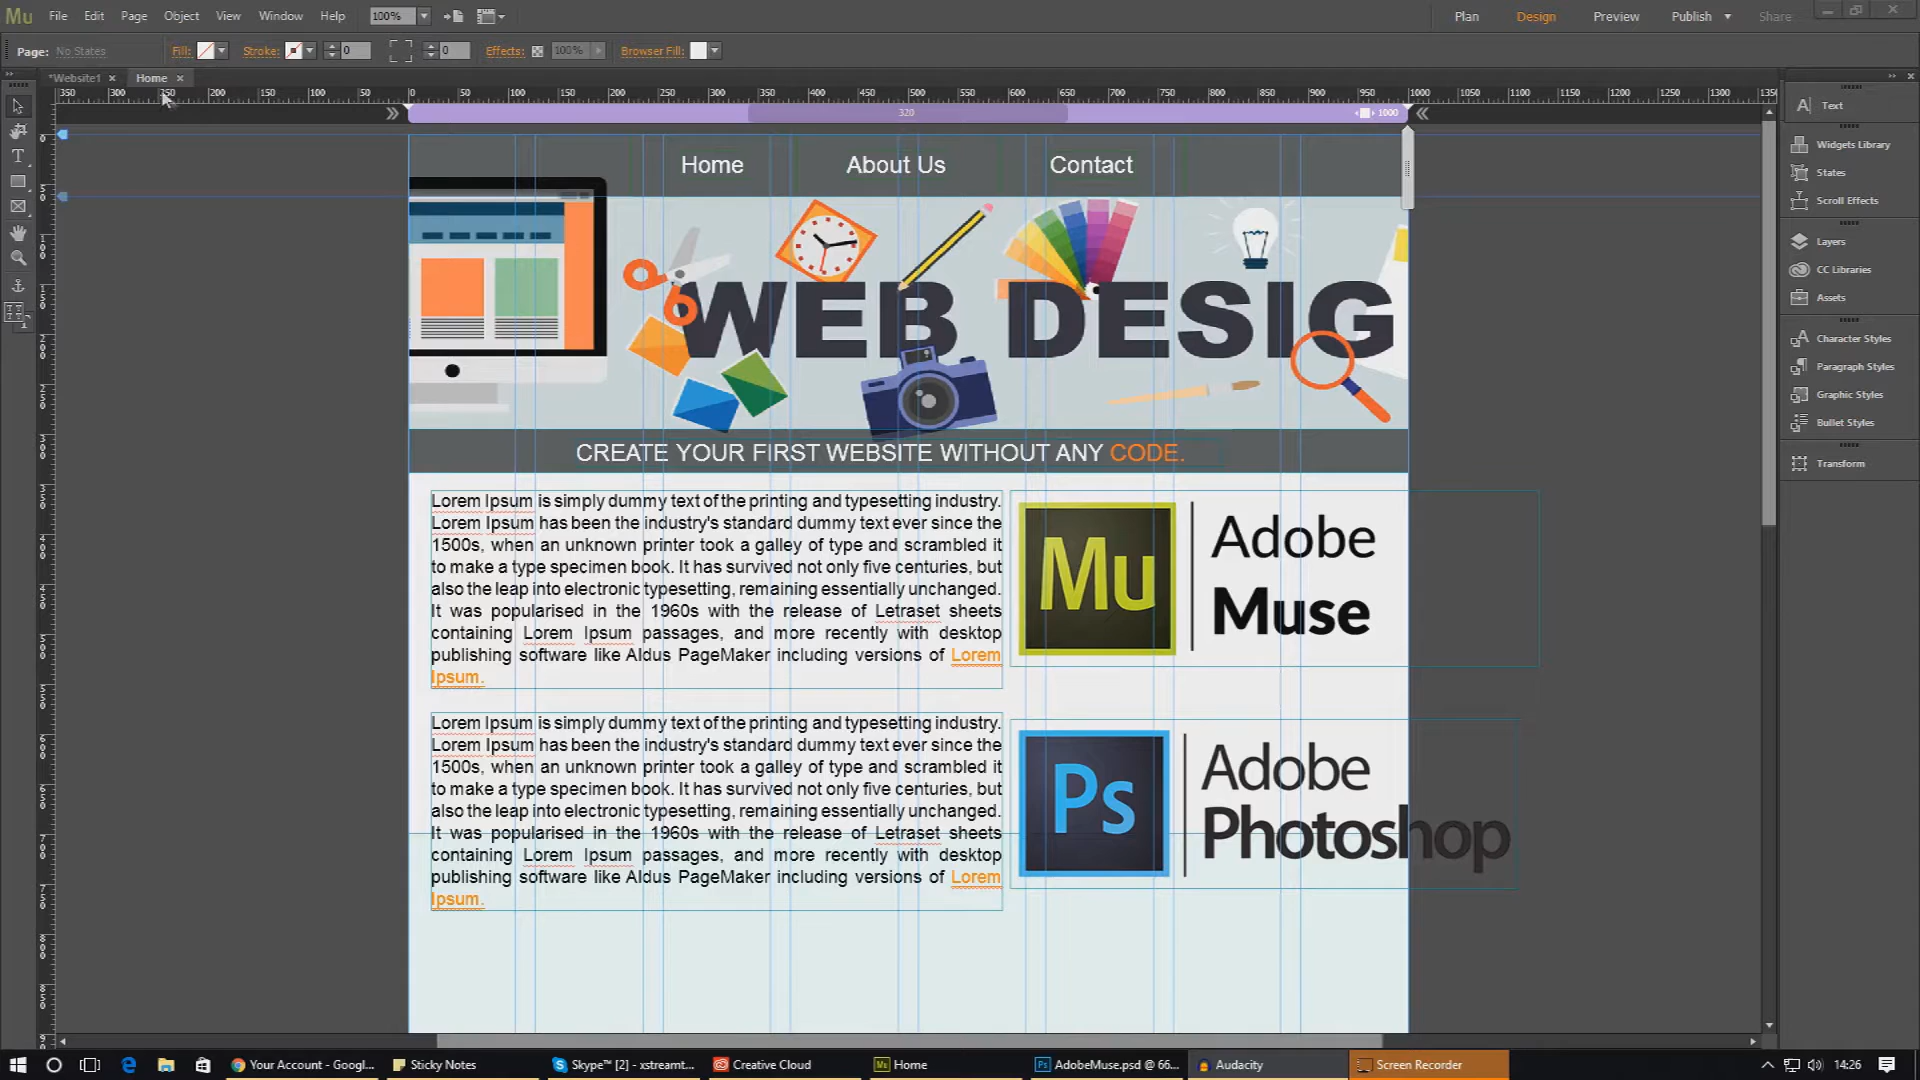 Mu File Edit Page Object View Window Help 100% Plan Design Preview Publish Share
Page: No States Fill: Stroke: 0 0 Effects: 100% Browser Fill:
*Website1 × Home ×
320 1000
Home About Us Contact
WEB DESIG
CREATE YOUR FIRST WEBSITE WITHOUT ANY CODE.
Lorem Ipsum is simply dummy text of the printing and typesetting industry.
Lorem Ipsum has been the industry's standard dummy text ever since the
1500s, when an unknown printer took a galley of type and scrambled it
to make a type specimen book. It has survived not only five centuries, but
also the leap into electronic typesetting, remaining essentially unchanged.
It was popularised in the 1960s with the release of Letraset sheets
containing Lorem Ipsum passages, and more recently with desktop
publishing software like Aldus PageMaker including versions of Lorem
Ipsum.
Mu
Adobe
Muse
Lorem Ipsum is simply dummy text of the printing and typesetting industry.
Lorem Ipsum has been the industry's standard dummy text ever since the
1500s, when an unknown printer took a galley of type and scrambled it
to make a type specimen book. It has survived not only five centuries, but
also the leap into electronic typesetting, remaining essentially unchanged.
It was popularised in the 1960s with the release of Letraset sheets
containing Lorem Ipsum passages, and more recently with desktop
publishing software like Aldus PageMaker including versions of Lorem
Ipsum.
Ps
Adobe
Photoshop
Text
Widgets Library
States
Scroll Effects
Layers
CC Libraries
Assets
Character Styles
Paragraph Styles
Graphic Styles
Bullet Styles
Transform
Your Account - Googl... Sticky Notes Skype™ [2] - xstreamt... Creative Cloud Home AdobeMuse.psd @ 66... Audacity Screen Recorder 14:26